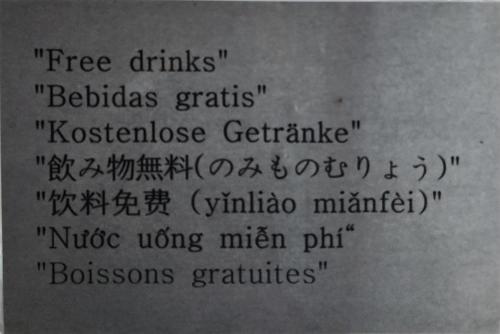 "Free drinks"
"Bebidas gratis"
"Kostenlose Getränke"
"飲み物無料(のみものむりょう)"
"饮料免费 (yǐnliào miǎnfèi)"
"Nước uống miễn phí“
"Boissons gratuites"